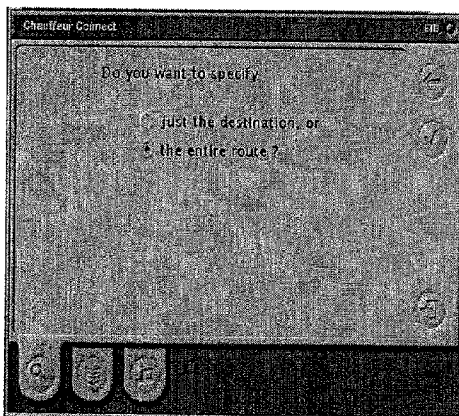 Chauffeur Connect
Do you want to specify
just the destination, or
the entire route ?